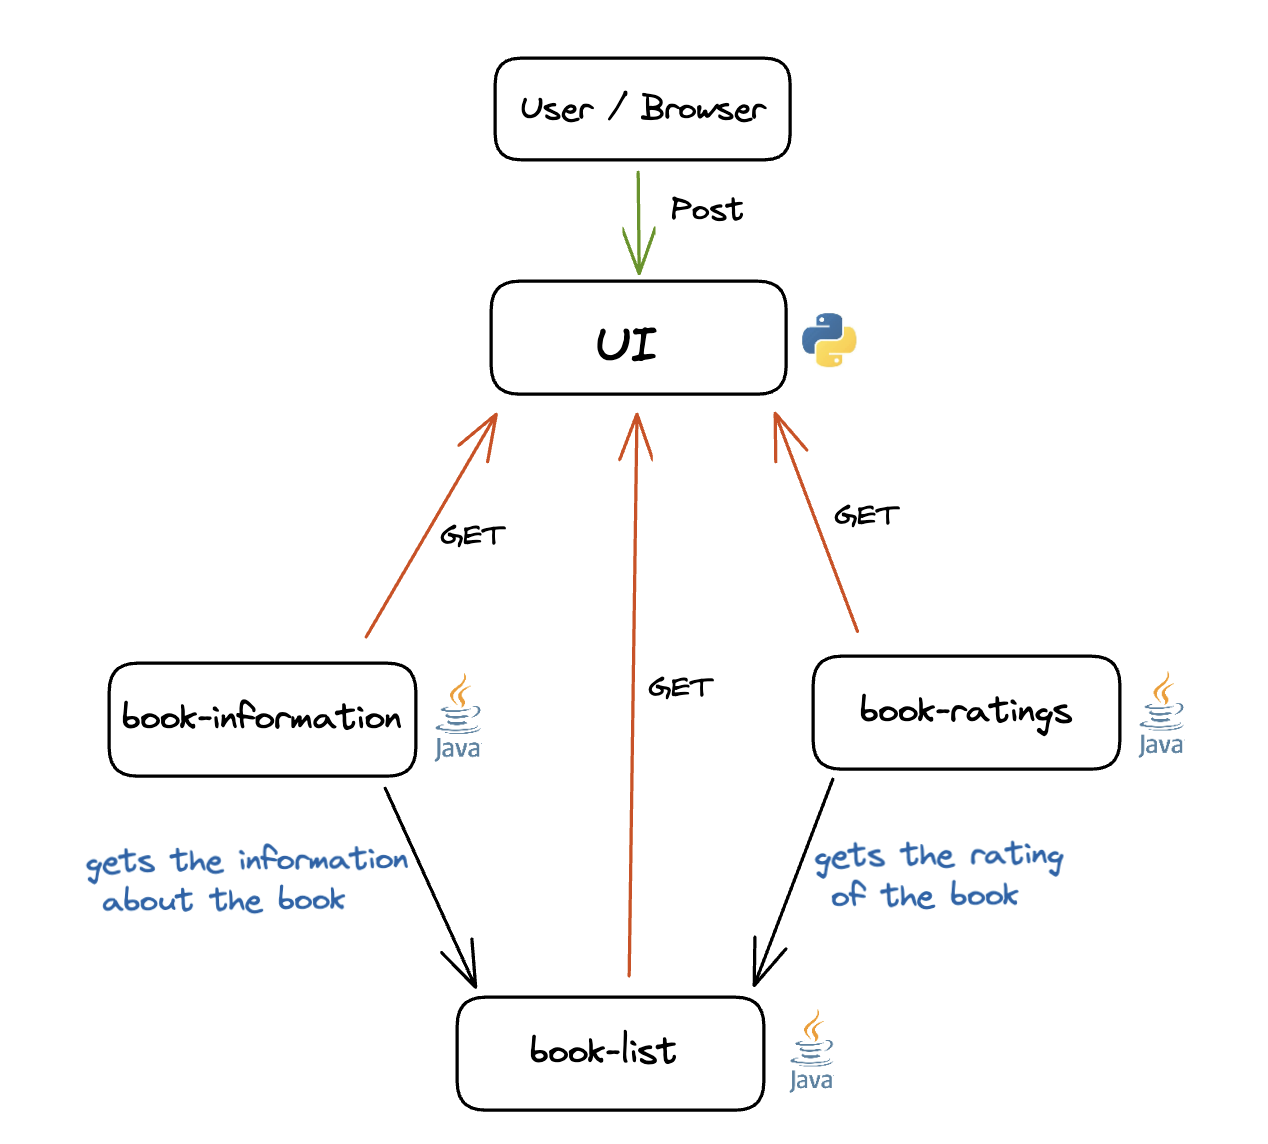 User / Browser
Post
UI
GET
GET
GET
book-information
Java
book-ratings
Java
gets the information
about the book
gets the rating
of the book
book-list
Java